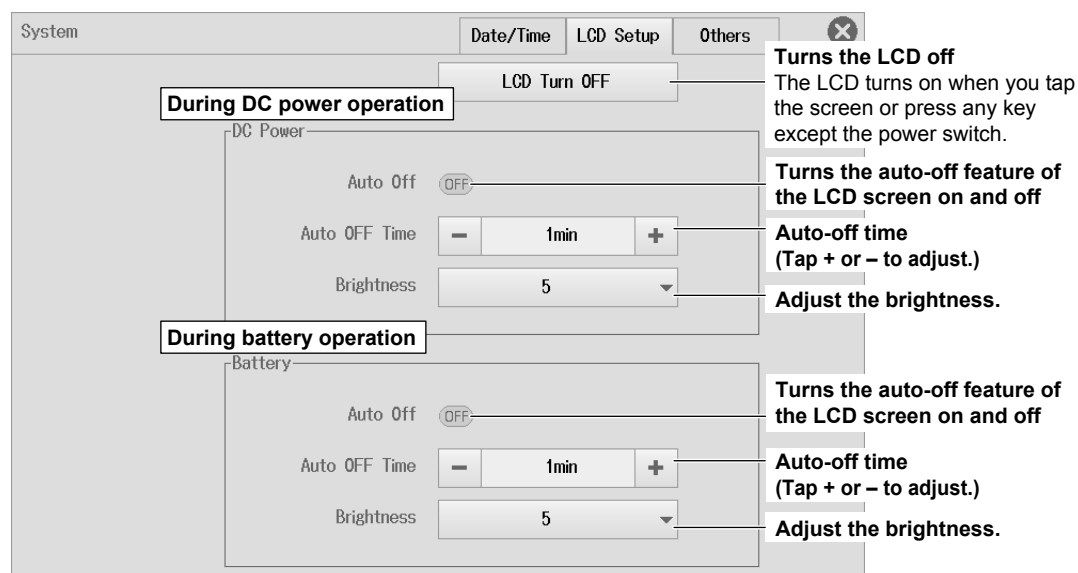 System
Date/Time
LCD Setup
Others
LCD Turn OFF
Turns the LCD off
The LCD turns on when you tap
the screen or press any key
except the power switch.
During DC power operation
DC Power
Auto Off
OFF
Turns the auto-off feature of
the LCD screen on and off
Auto OFF Time
−
1min
+
Auto-off time
(Tap + or – to adjust.)
Brightness
5
Adjust the brightness.
During battery operation
Battery
Auto Off
OFF
Turns the auto-off feature of
the LCD screen on and off
Auto OFF Time
−
1min
+
Auto-off time
(Tap + or – to adjust.)
Brightness
5
Adjust the brightness.